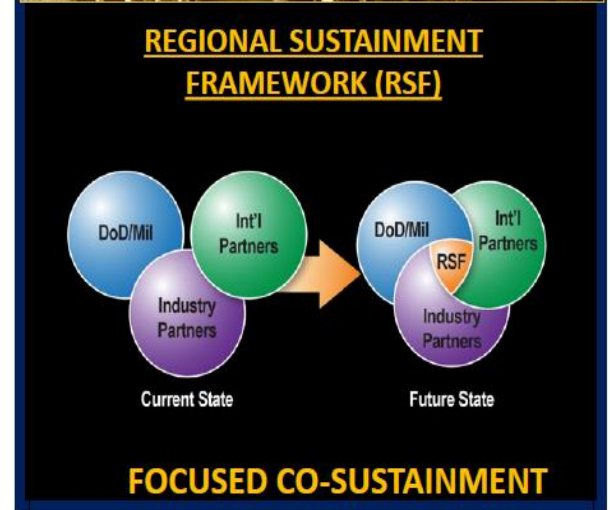 REGIONAL SUSTAINMENT
FRAMEWORK (RSF)
DoD/Mil
Int'l
Partners
Industry
Partners
Current State
DoD/Mil
Int'l
Partners
RSF
Industry
Partners
Future State
FOCUSED CO-SUSTAINMENT